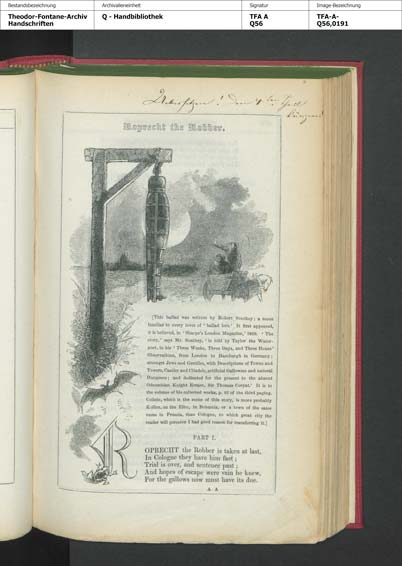 Bestandsbezeichnung
Theodor-Fontane-Archiv
Handschriften
Archivalieneinheit
Q - Handbibliothek
Signatur
TFA A
Q56
Image-Bezeichnung
TFA-A-
Q56,0191
Uebersetzen!
Roprecht the Robber.
[This ballad was written by Robert Southey; a name
familiar to every lover of 'ballad lore.' It first appeared,
it is believed, in 'Sharpe's London Magazine,' 1829. 'The
story,' says Mr. Southey, 'is told by Taylor the Water-
poet, in his 'Three Weeks, Three Days, and Three Hours'
Observations, from London to Hamburgh in Germany;
amongst Jews and Gentiles, with Descriptions of Towns and
Towers, Castles and Citadels, artificial Gallowses and natural
Hangmen; and dedicated for the present to the absent
Odcombian Knight Errant, Sir Thomas Coryat.' It is in
the volume of his collected works, p. 82 of the third paging.
Collein, which is the scene of this story, is more probably
Kollen, on the Elbe, in Bohemia, or a town of the same
name in Prussia, than Cologne, to which great city the
reader will perceive I had good reason for transferring it.]
PART I.
ROPRECHT the Robber is taken at last,
In Cologne they have him fast;
Trial is over, and sentence past;
And hopes of escape were vain he knew,
For the gallows now must have its due.
A A